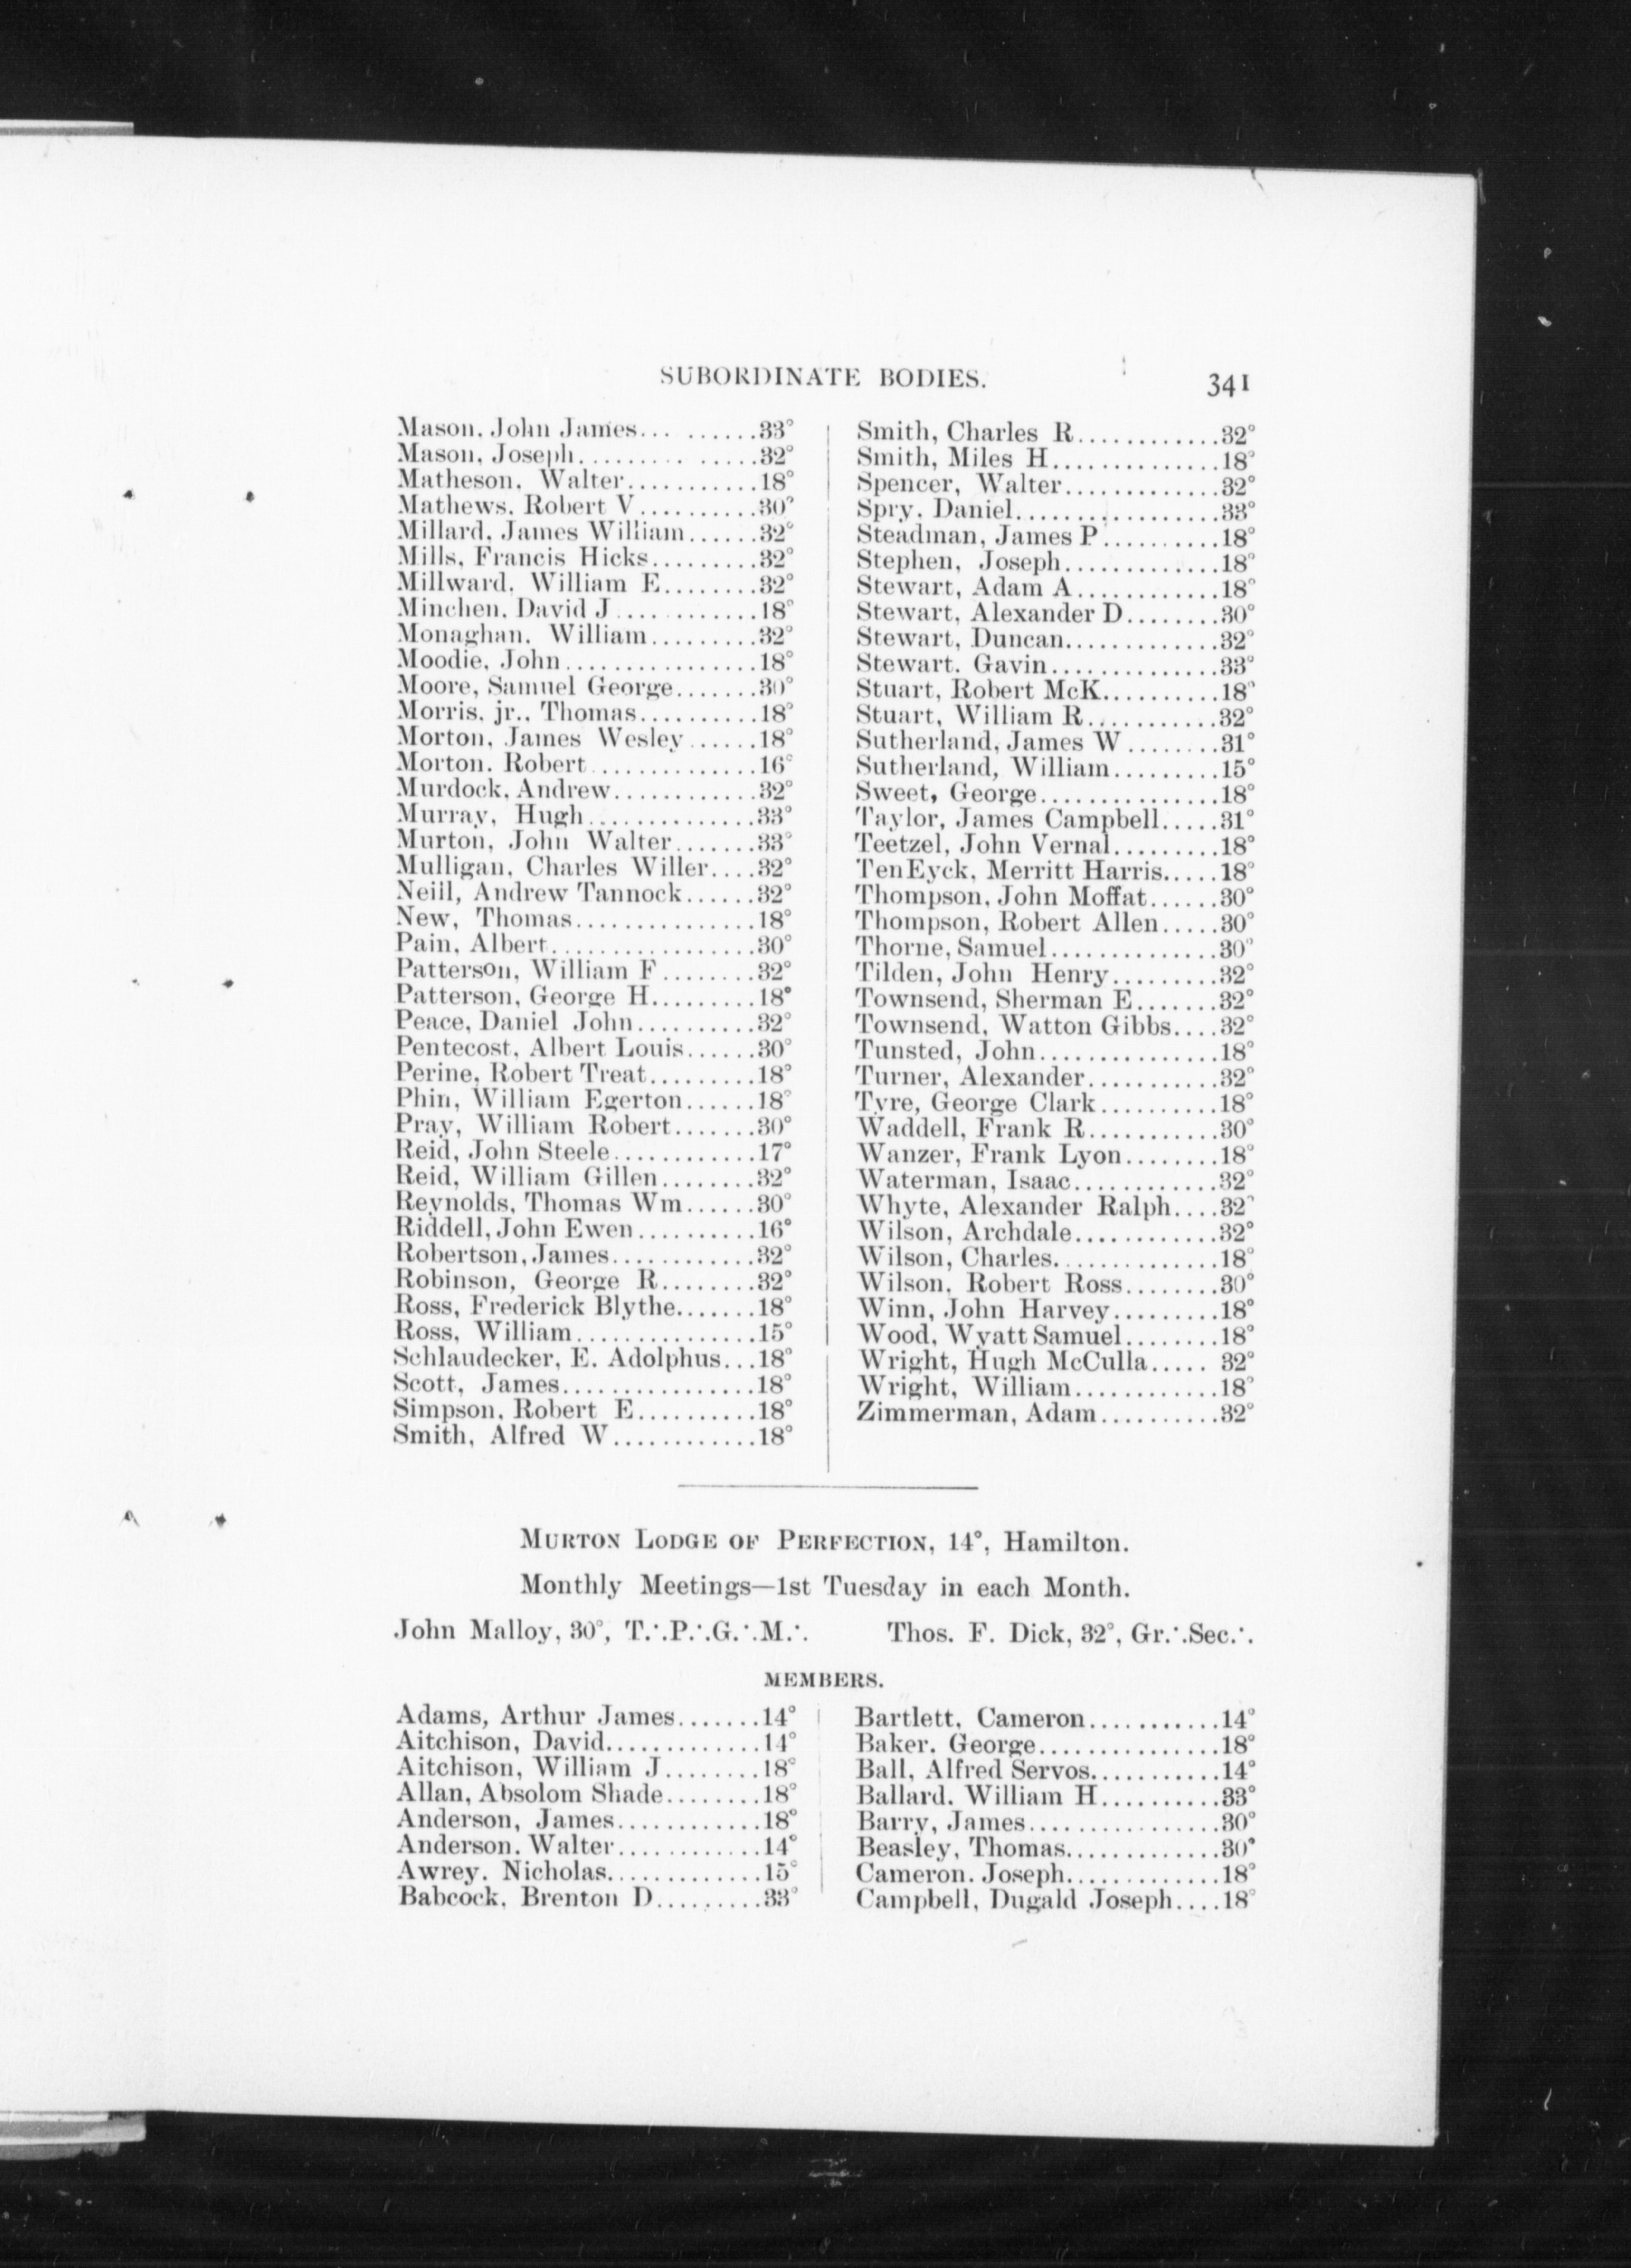 SUBORDINATE BODIES. 341
Mason, John James... .......33°
Mason, Joseph.......... .....32°
Matheson, Walter...........18°
Mathews, Robert V..........30°
Millard, James William......32°
Mills, Francis Hicks.........32°
Millward, William E........32°
Minchen, David J............18°
Monaghan, William.........32°
Moodie, John................18°
Moore, Samuel George.......30°
Morris, jr., Thomas..........18°
Morton, James Wesley......18°
Morton, Robert..............16°
Murdock, Andrew............32°
Murray, Hugh..............33°
Murton, John Walter.......33°
Mulligan, Charles Willer....32°
Neiil, Andrew Tannock......32°
New, Thomas...............18°
Pain, Albert.................30°
Patterson, William F........32°
Patterson, George H.........18°
Peace, Daniel John..........32°
Pentecost, Albert Louis......30°
Perine, Robert Treat.........18°
Phin, William Egerton......18°
Pray, William Robert.......30°
Reid, John Steele............17°
Reid, William Gillen........32°
Reynolds, Thomas Wm......30°
Riddell, John Ewen..........16°
Robertson, James............32°
Robinson, George R........32°
Ross, Frederick Blythe.......18°
Ross, William...............15°
Schlaudecker, E. Adolphus...18°
Scott, James................18°
Simpson, Robert E..........18°
Smith, Alfred W............18°
Smith, Charles R............32°
Smith, Miles H..............18°
Spencer, Walter.............32°
Spry, Daniel.................33°
Steadman, James P..........18°
Stephen, Joseph.............18°
Stewart, Adam A............18°
Stewart, Alexander D........30°
Stewart, Duncan.............32°
Stewart, Gavin..............33°
Stuart, Robert McK..........18°
Stuart, William R...........32°
Sutherland, James W........31°
Sutherland, William.........15°
Sweet, George...............18°
Taylor, James Campbell.....31°
Teetzel, John Vernal.........18°
TenEyck, Merritt Harris.....18°
Thompson, John Moffat......30°
Thompson, Robert Allen.....30°
Thorne, Samuel..............30°
Tilden, John Henry.........32°
Townsend, Sherman E.......32°
Townsend, Watton Gibbs....32°
Tunsted, John...............18°
Turner, Alexander...........32°
Tyre, George Clark..........18°
Waddell, Frank R...........30°
Wanzer, Frank Lyon........18°
Waterman, Isaac............32°
Whyte, Alexander Ralph....32°
Wilson, Archdale............32°
Wilson, Charles..............18°
Wilson, Robert Ross........30°
Winn, John Harvey.........18°
Wood, Wyatt Samuel........18°
Wright, Hugh McCulla..... 32°
Wright, William............18°
Zimmerman, Adam..........32°
MURTON LODGE OF PERFECTION, 14°, Hamilton.
Monthly Meetings—1st Tuesday in each Month.
John Malloy, 30°, T∴P∴G∴M∴ Thos. F. Dick, 32°, Gr∴Sec∴
MEMBERS.
Adams, Arthur James.......14°
Aitchison, David.............14°
Aitchison, William J........18°
Allan, Absolom Shade........18°
Anderson, James............18°
Anderson, Walter............14°
Awrey, Nicholas.............15°
Babcock, Brenton D.........33°
Bartlett, Cameron...........14°
Baker, George...............18°
Ball, Alfred Servos...........14°
Ballard, William H..........33°
Barry, James................30°
Beasley, Thomas.............30°
Cameron, Joseph.............18°
Campbell, Dugald Joseph....18°